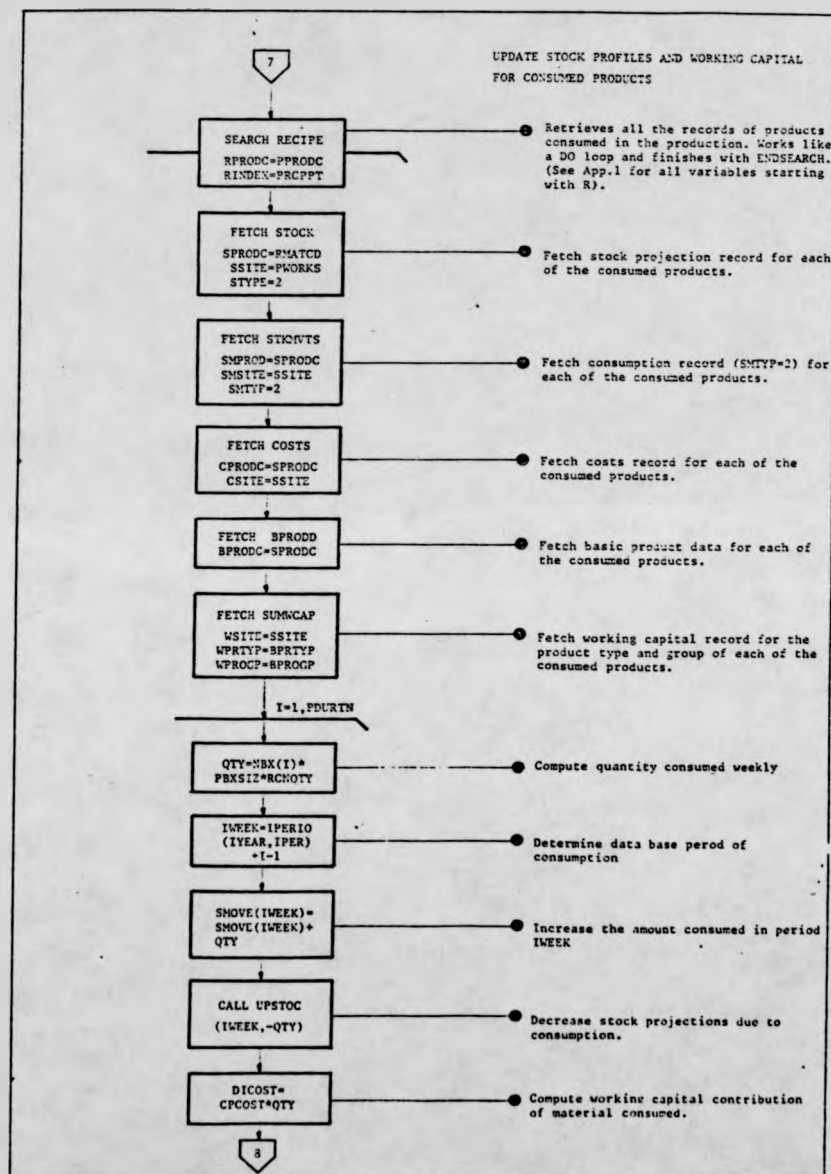 7
UPDATE STOCK PROFILES AND WORKING CAPITAL
FOR CONSUMED PRODUCTS
SEARCH RECIPE
RPRODC=PPRODC
RINDEX=PRCPPT
Retrieves all the records of products
consumed in the production. Works like
a DO loop and finishes with ENDSEARCH.
(See App.1 for all variables starting
with R).
FETCH STOCK
SPRODC=RMATCD
SSITE=PWORKS
STYPE=2
Fetch stock projection record for each
of the consumed products.
FETCH STKMVTS
SMPROD=SPRODC
SMSITE=SSITE
SMTYP=2
Fetch consumption record (SMTYP=2) for
each of the consumed products.
FETCH COSTS
CPRODC=SPRODC
CSITE=SSITE
Fetch costs record for each of the
consumed products.
FETCH BPRODD
BPRODC=SPRODC
Fetch basic product data for each of
the consumed products.
FETCH SUMWCAP
WSITE=SSITE
WPRTYP=BPRTYP
WPROGP=BPROGP
Fetch working capital record for the
product type and group of each of the
consumed products.
I=1,PDURTN
QTY=NBX(I)*
PBXSIZ*RCNQTY
Compute quantity consumed weekly
IWEEK=IPERIO
(IYEAR,IPER)
+I-1
Determine data base perod of
consumption
SMOVE(IWEEK)=
SMOVE(IWEEK)+
QTY
Increase the amount consumed in period
IWEEK
CALL UPSTOC
(IWEEK,-QTY)
Decrease stock projections due to
consumption.
DICOST=
CPCOST*QTY
Compute working capital contribution
of material consumed.
8